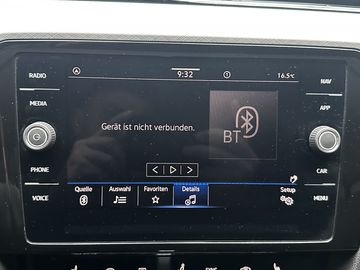 RADIO
9:32
16.5°C
NAV
MEDIA
APP
Gerät ist nicht verbunden.
BT
PHONE
CAR
Quelle
Auswahl
Favoriten
Details
Setup
VOICE
MENU